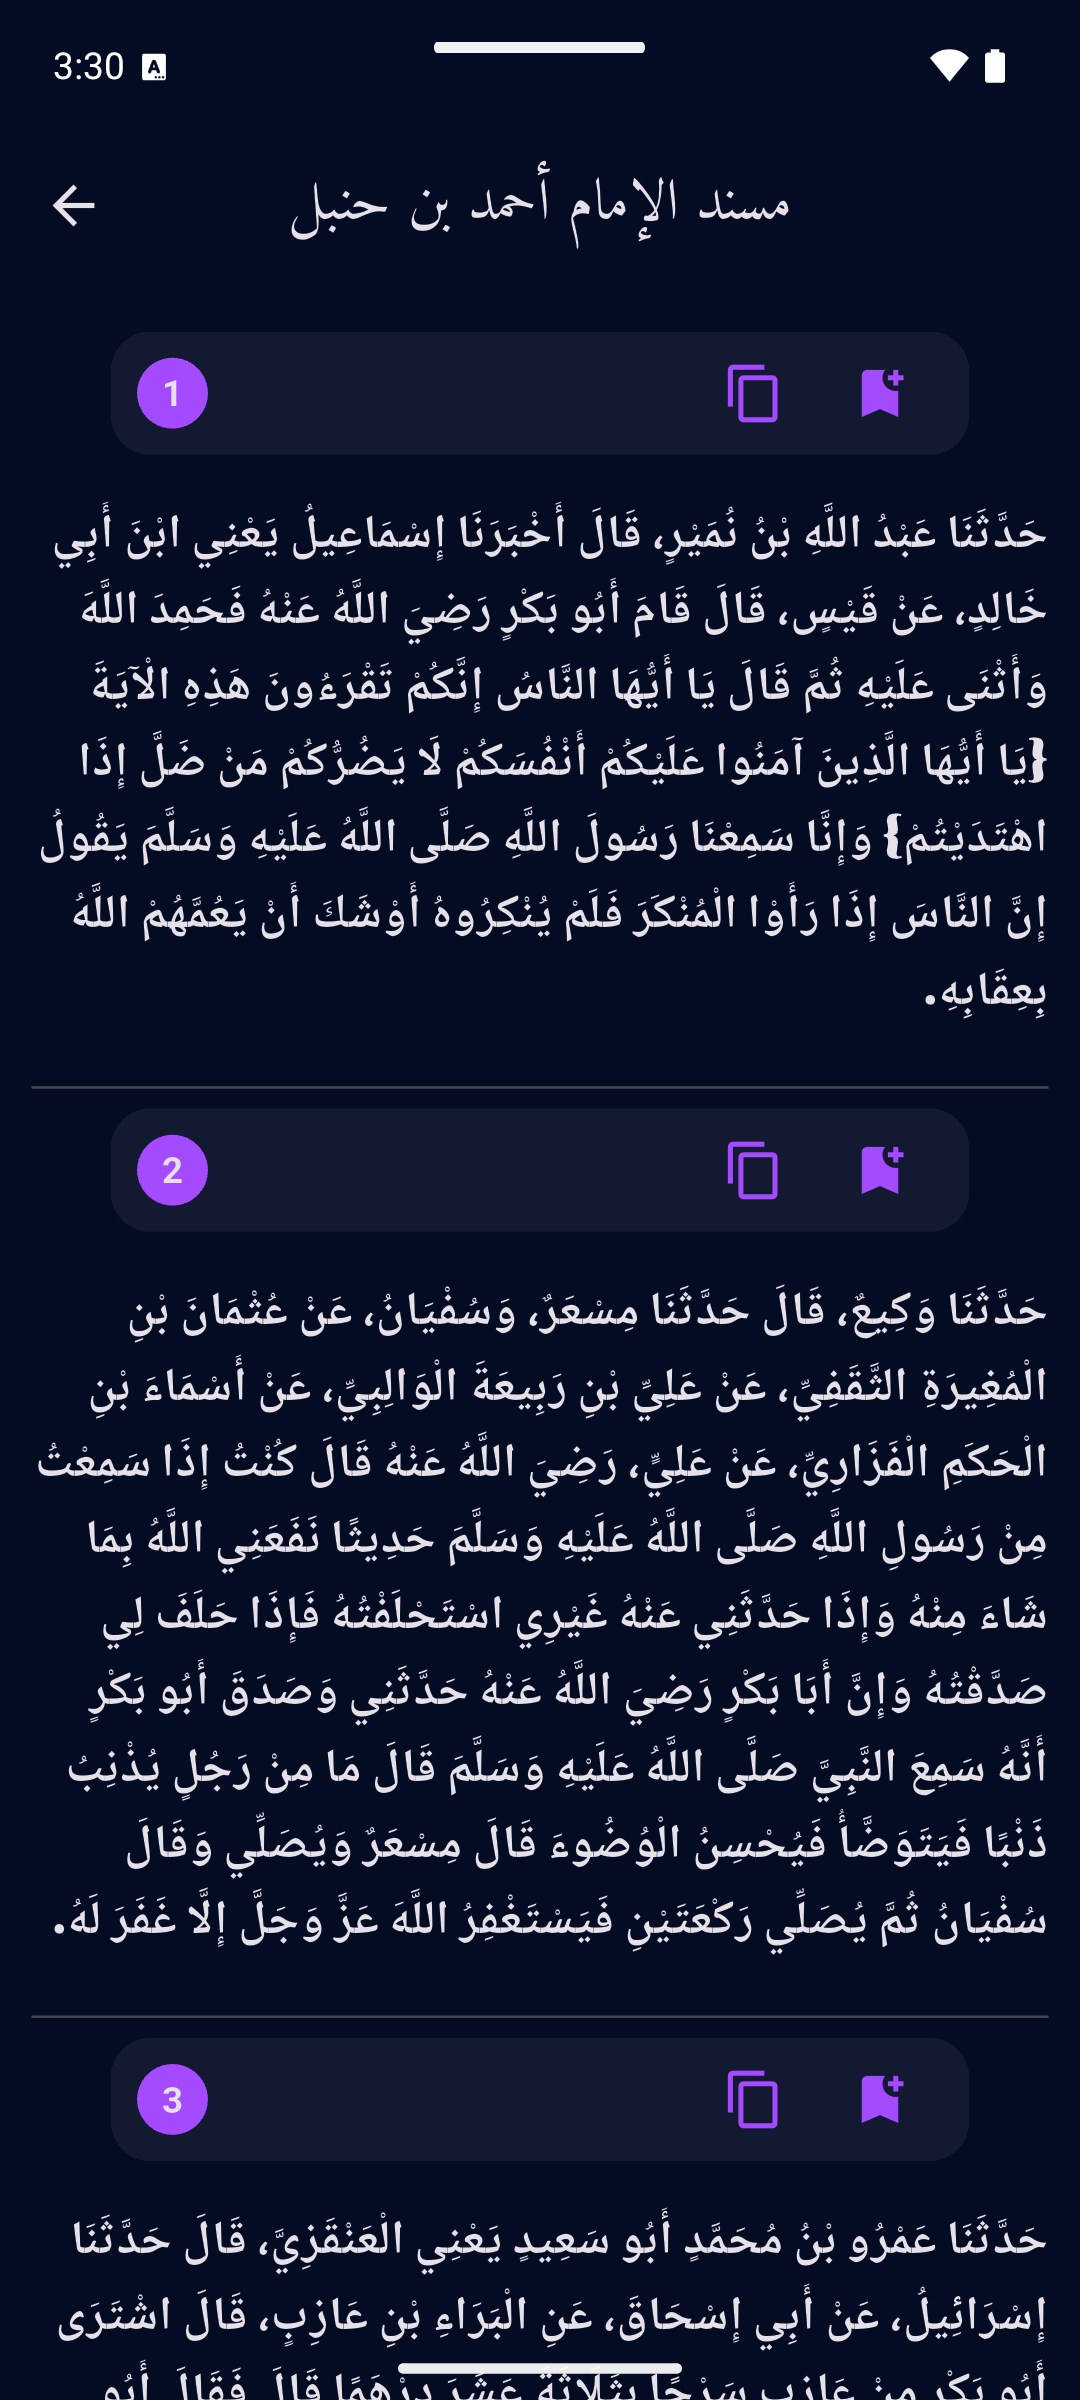 3:30
مسند الإمام أحمد بن حنبل
1
حَدَّثَنَا عَبْدُ اللَّهِ بْنُ نُمَيْرٍ، قَالَ أَخْبَرَنَا إِسْمَاعِيلُ يَعْنِي ابْنَ أَبِي
خَالِدٍ، عَنْ قَيْسٍ، قَالَ قَامَ أَبُو بَكْرٍ رَضِيَ اللَّهُ عَنْهُ فَحَمِدَ اللَّهَ
وَأَثْنَى عَلَيْهِ ثُمَّ قَالَ يَا أَيُّهَا النَّاسُ إِنَّكُمْ تَقْرَءُونَ هَذِهِ الْآيَةَ
{يَا أَيُّهَا الَّذِينَ آمَنُوا عَلَيْكُمْ أَنْفُسَكُمْ لَا يَضُرُّكُمْ مَنْ ضَلَّ إِذَا
اهْتَدَيْتُمْ} وَإِنَّا سَمِعْنَا رَسُولَ اللَّهِ صَلَّى اللَّهُ عَلَيْهِ وَسَلَّمَ يَقُولُ
إِنَّ النَّاسَ إِذَا رَأَوْا الْمُنْكَرَ فَلَمْ يُنْكِرُوهُ أَوْشَكَ أَنْ يَعُمَّهُمْ اللَّهُ
بِعِقَابِهِ.
2
حَدَّثَنَا وَكِيعٌ، قَالَ حَدَّثَنَا مِسْعَرٌ، وَسُفْيَانُ، عَنْ عُثْمَانَ بْنِ
الْمُغِيرَةِ الثَّقَفِيِّ، عَنْ عَلِيِّ بْنِ رَبِيعَةَ الْوَالِبِيِّ، عَنْ أَسْمَاءَ بْنِ
الْحَكَمِ الْفَزَارِيِّ، عَنْ عَلِيٍّ، رَضِيَ اللَّهُ عَنْهُ قَالَ كُنْتُ إِذَا سَمِعْتُ
مِنْ رَسُولِ اللَّهِ صَلَّى اللَّهُ عَلَيْهِ وَسَلَّمَ حَدِيثًا نَفَعَنِي اللَّهُ بِمَا
شَاءَ مِنْهُ وَإِذَا حَدَّثَنِي عَنْهُ غَيْرِي اسْتَحْلَفْتُهُ فَإِذَا حَلَفَ لِي
صَدَّقْتُهُ وَإِنَّ أَبَا بَكْرٍ رَضِيَ اللَّهُ عَنْهُ حَدَّثَنِي وَصَدَقَ أَبُو بَكْرٍ
أَنَّهُ سَمِعَ النَّبِيَّ صَلَّى اللَّهُ عَلَيْهِ وَسَلَّمَ قَالَ مَا مِنْ رَجُلٍ يُذْنِبُ
ذَنْبًا فَيَتَوَضَّأُ فَيُحْسِنُ الْوُضُوءَ قَالَ مِسْعَرٌ وَيُصَلِّي وَقَالَ
سُفْيَانُ ثُمَّ يُصَلِّي رَكْعَتَيْنِ فَيَسْتَغْفِرُ اللَّهَ عَزَّ وَجَلَّ إِلَّا غَفَرَ لَهُ.
3
حَدَّثَنَا عَمْرُو بْنُ مُحَمَّدٍ أَبُو سَعِيدٍ يَعْنِي الْعَنْقَزِيَّ، قَالَ حَدَّثَنَا
إِسْرَائِيلُ، عَنْ أَبِي إِسْحَاقَ، عَنِ الْبَرَاءِ بْنِ عَازِبٍ، قَالَ اشْتَرَى
أَبُو بَكْرٍ مِنْ عَازِبٍ سَرْجًا بِثَلَاثَةَ عَشَرَ دِرْهَمًا قَالَ فَقَالَ أَبُو